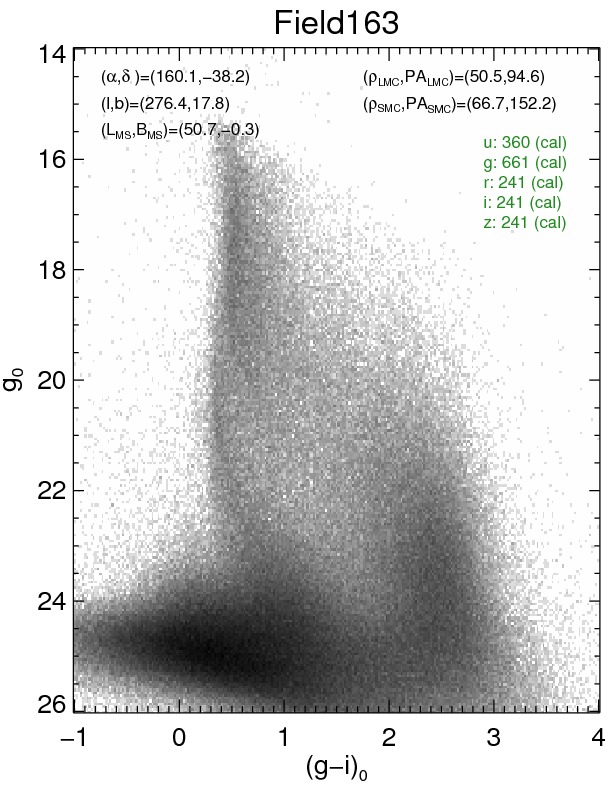 Field163
(α,δ )=(160.1,−38.2)
(ρLMC,PALMC)=(50.5,94.6)
(l,b)=(276.4,17.8)
(ρSMC,PASMC)=(66.7,152.2)
(LMS,BMS)=(50.7,−0.3)
u: 360 (cal)
g: 661 (cal)
r: 241 (cal)
i: 241 (cal)
z: 241 (cal)
14
16
18
20
22
24
26
g0
−1 0 1 2 3 4
(g−i)0